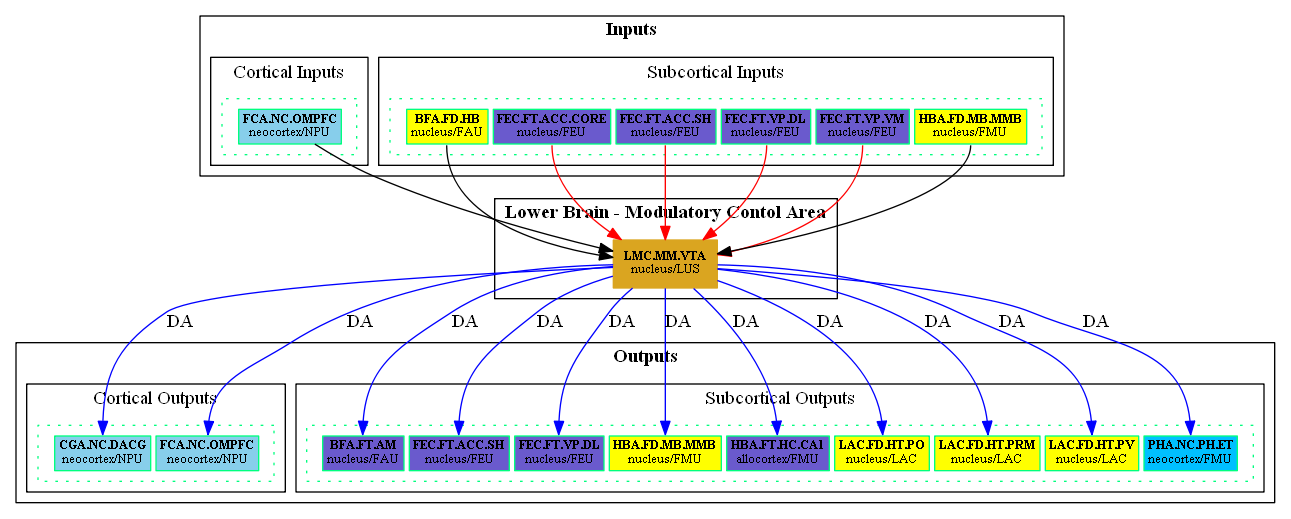 Inputs
Cortical Inputs
Subcortical Inputs
FCA.NC.OMPFC
neocortex/NPU
BFA.FD.HB
nucleus/FAU
FEC.FT.ACC.CORE
nucleus/FEU
FEC.FT.ACC.SH
nucleus/FEU
FEC.FT.VP.DL
nucleus/FEU
FEC.FT.VP.VM
nucleus/FEU
HBA.FD.MB.MMB
nucleus/FMU
Lower Brain - Modulatory Contol Area
LMC.MM.VTA
nucleus/LUS
DA
DA
DA
DA
DA
DA
DA
DA
DA
DA
DA
Outputs
Cortical Outputs
Subcortical Outputs
CGA.NC.DACG
neocortex/NPU
FCA.NC.OMPFC
neocortex/NPU
BFA.FT.AM
nucleus/FAU
FEC.FT.ACC.SH
nucleus/FEU
FEC.FT.VP.DL
nucleus/FEU
HBA.FD.MB.MMB
nucleus/FMU
HBA.FT.HC.CA1
allocortex/FMU
LAC.FD.HT.PO
nucleus/LAC
LAC.FD.HT.PRM
nucleus/LAC
LAC.FD.HT.PV
nucleus/LAC
PHA.NC.PH.ET
neocortex/FMU